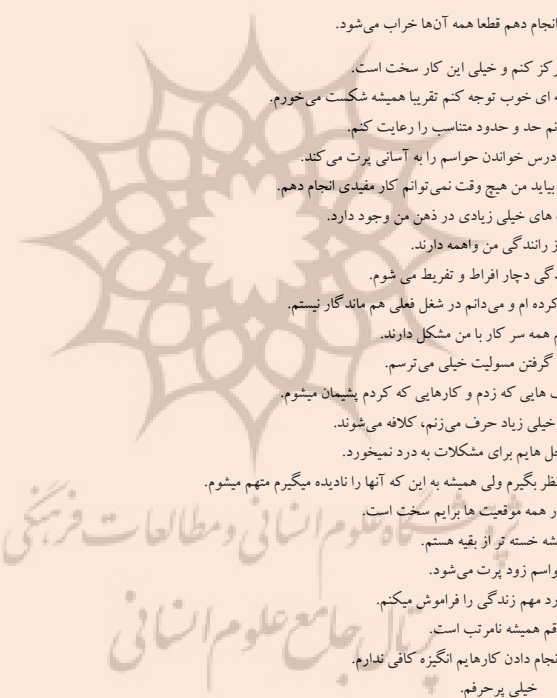 انجام دهم قطعا همه آن‌ها خراب می‌شود.
رکز کنم و خیلی این کار سخت است.
ه ای خوب توجه کنم تقریبا همیشه شکست می‌خورم.
نم حد و حدود متناسب را رعایت کنم.
درس خواندن حواسم را به آسانی پرت می‌کند.
بیاید من هیچ وقت نمی‌توانم کار مفیدی انجام دهم.
های خیلی زیادی در ذهن من وجود دارد.
ز رانندگی من واهمه دارند.
دگی دچار افراط و تفریط می شوم.
کرده ام و می‌دانم در شغل فعلی هم ماندگار نیستم.
م همه سر کار با من مشکل دارند.
گرفتن مسولیت خیلی می‌ترسم.
ف هایی که زدم و کارهایی که کردم پشیمان میشوم.
خیلی زیاد حرف می‌زنم، کلافه می‌شوند.
حل هایم برای مشکلات به درد نمیخورد.
نظر بگیرم ولی همیشه به این که آنها را نادیده میگیرم متهم میشوم.
ر همه موقعیت ها برایم سخت است.
شه خسته تر از بقیه هستم.
واسم زود پرت می‌شود.
رد مهم زندگی را فراموش میکنم.
قم همیشه نامرتب است.
نجام دادن کارهایم انگیزه کافی ندارم.
خیلی پرحرفم.
پژوهشگاه علوم انسانی و مطالعات فرهنگی
پرتال جامع علوم انسانی